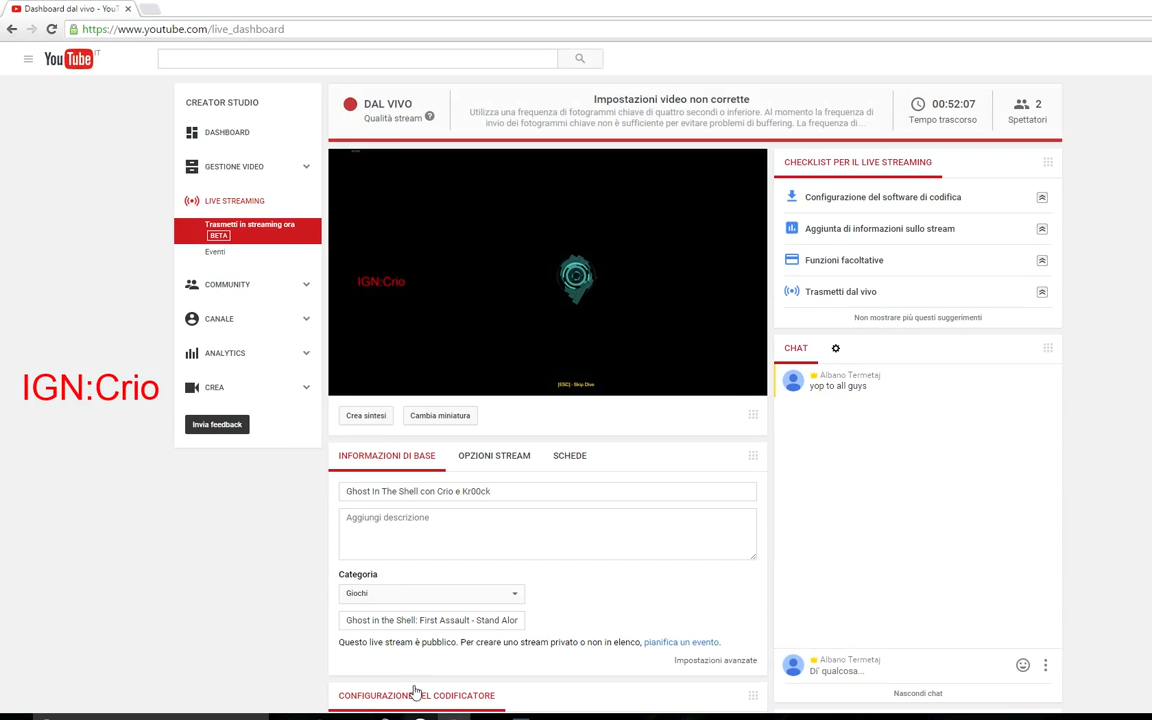 Dashboard dal vivo - You
https://www.youtube.com/live_dashboard
YouTube IT
CREATOR STUDIO
DASHBOARD
GESTIONE VIDEO
LIVE STREAMING
Trasmetti in streaming ora
BETA
Eventi
COMMUNITY
CANALE
ANALYTICS
CREA
Invia feedback
IGN:Crio
DAL VIVO
Qualità stream ?
Impostazioni video non corrette
Utilizza una frequenza di fotogrammi chiave di quattro secondi o inferiore. Al momento la frequenza di
invio dei fotogrammi chiave non è sufficiente per evitare problemi di buffering. La frequenza di...
00:52:07
Tempo trascorso
2
Spettatori
IGN:Crio
[ESC] - Skip Dive
Crea sintesi
Cambia miniatura
INFORMAZIONI DI BASE
OPZIONI STREAM
SCHEDE
Ghost In The Shell con Crio e Kr00ck
Aggiungi descrizione
Categoria
Giochi
Ghost in the Shell: First Assault - Stand Alor
Questo live stream è pubblico. Per creare uno stream privato o non in elenco, pianifica un evento.
Impostazioni avanzate
CONFIGURAZIONE DEL CODIFICATORE
CHECKLIST PER IL LIVE STREAMING
Configurazione del software di codifica
Aggiunta di informazioni sullo stream
Funzioni facoltative
Trasmetti dal vivo
Non mostrare più questi suggerimenti
CHAT
Albano Termetaj
yop to all guys
Albano Termetaj
Di' qualcosa...
Nascondi chat